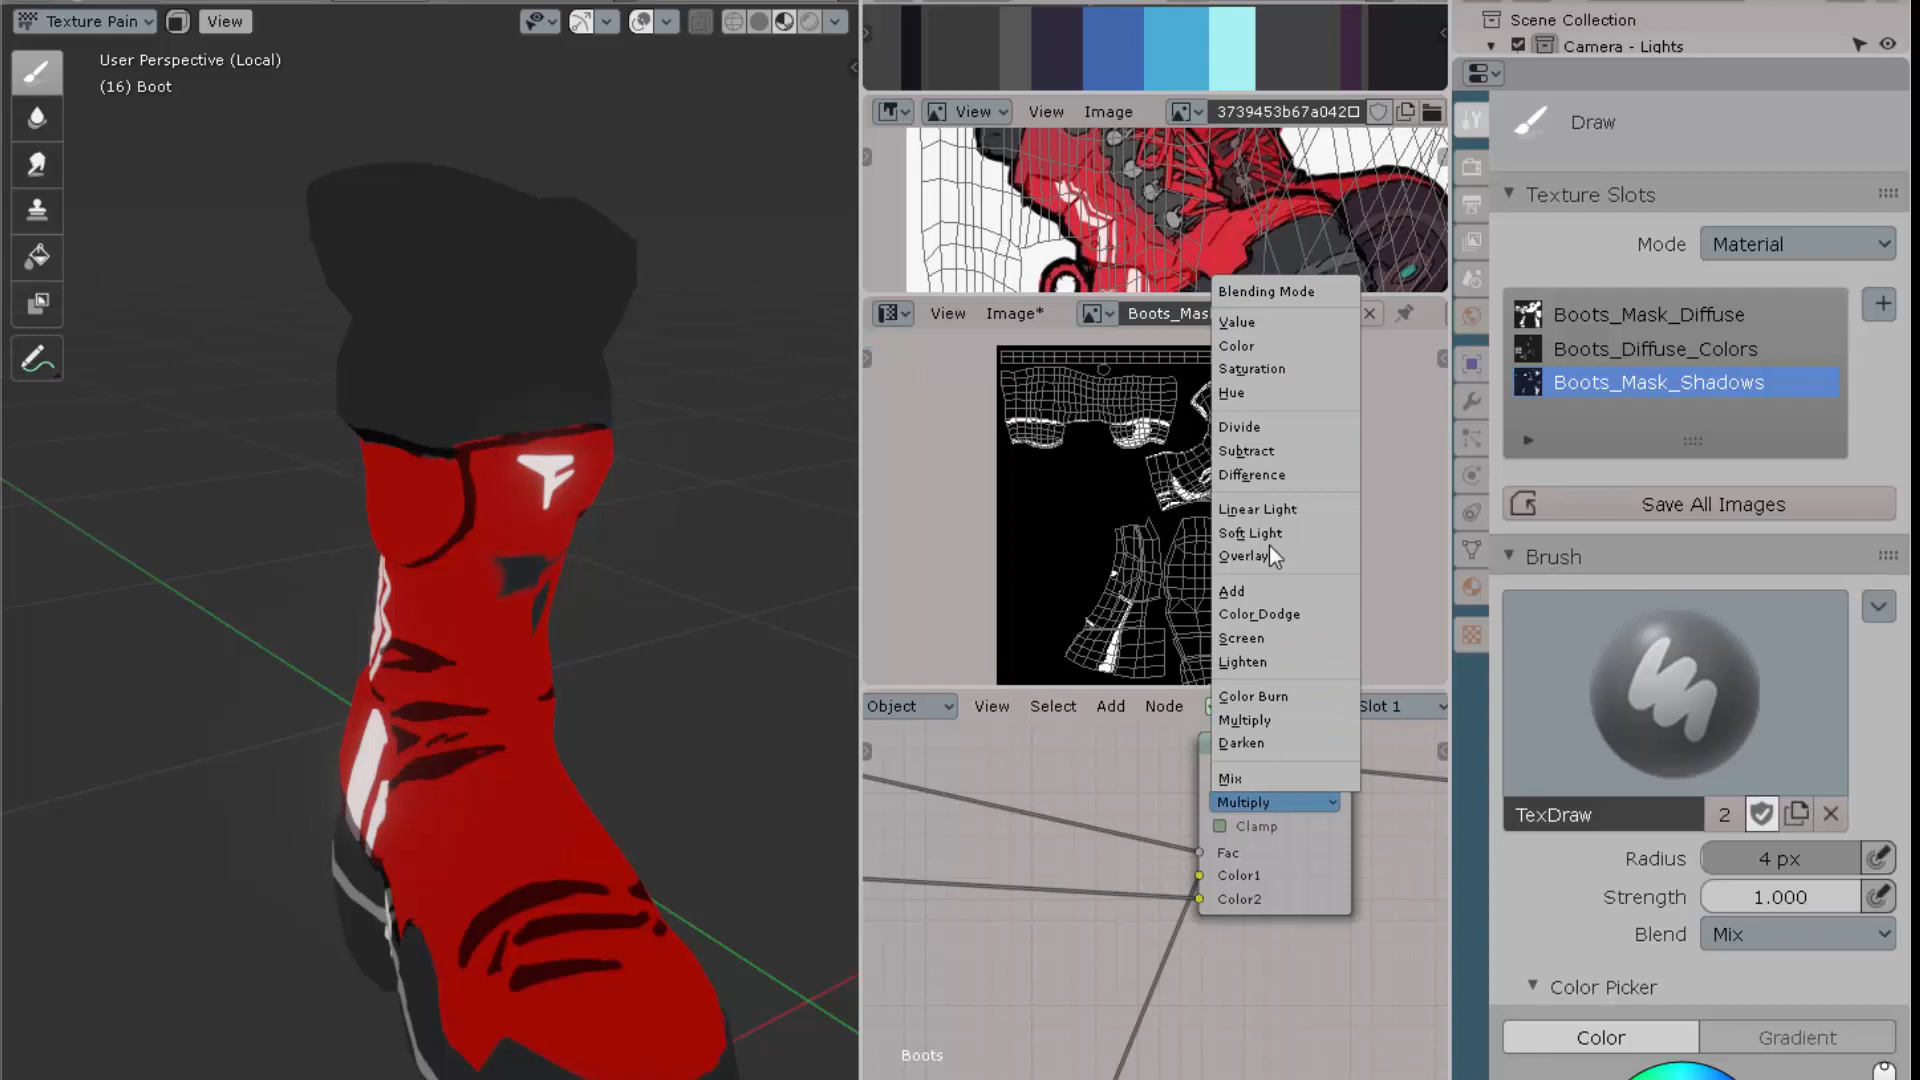 Texture Pain
View
User Perspective (Local)
(16) Boot
View
View
Image
3739453b67a042
View
Image*
Boots_Mas
Blending Mode
Value
Color
Saturation
Hue
Divide
Subtract
Difference
Linear Light
Soft Light
Overlay
Add
Color Dodge
Screen
Lighten
Color Burn
Multiply
Darken
Mix
Multiply
Clamp
Fac
Color1
Color2
Object
View
Select
Add
Node
Slot 1
Boots
Scene Collection
Camera - Lights
Draw
Texture Slots
Mode
Material
Boots_Mask_Diffuse
Boots_Diffuse_Colors
Boots_Mask_Shadows
Save All Images
Brush
TexDraw
2
Radius
4 px
Strength
1.000
Blend
Mix
Color Picker
Color
Gradient